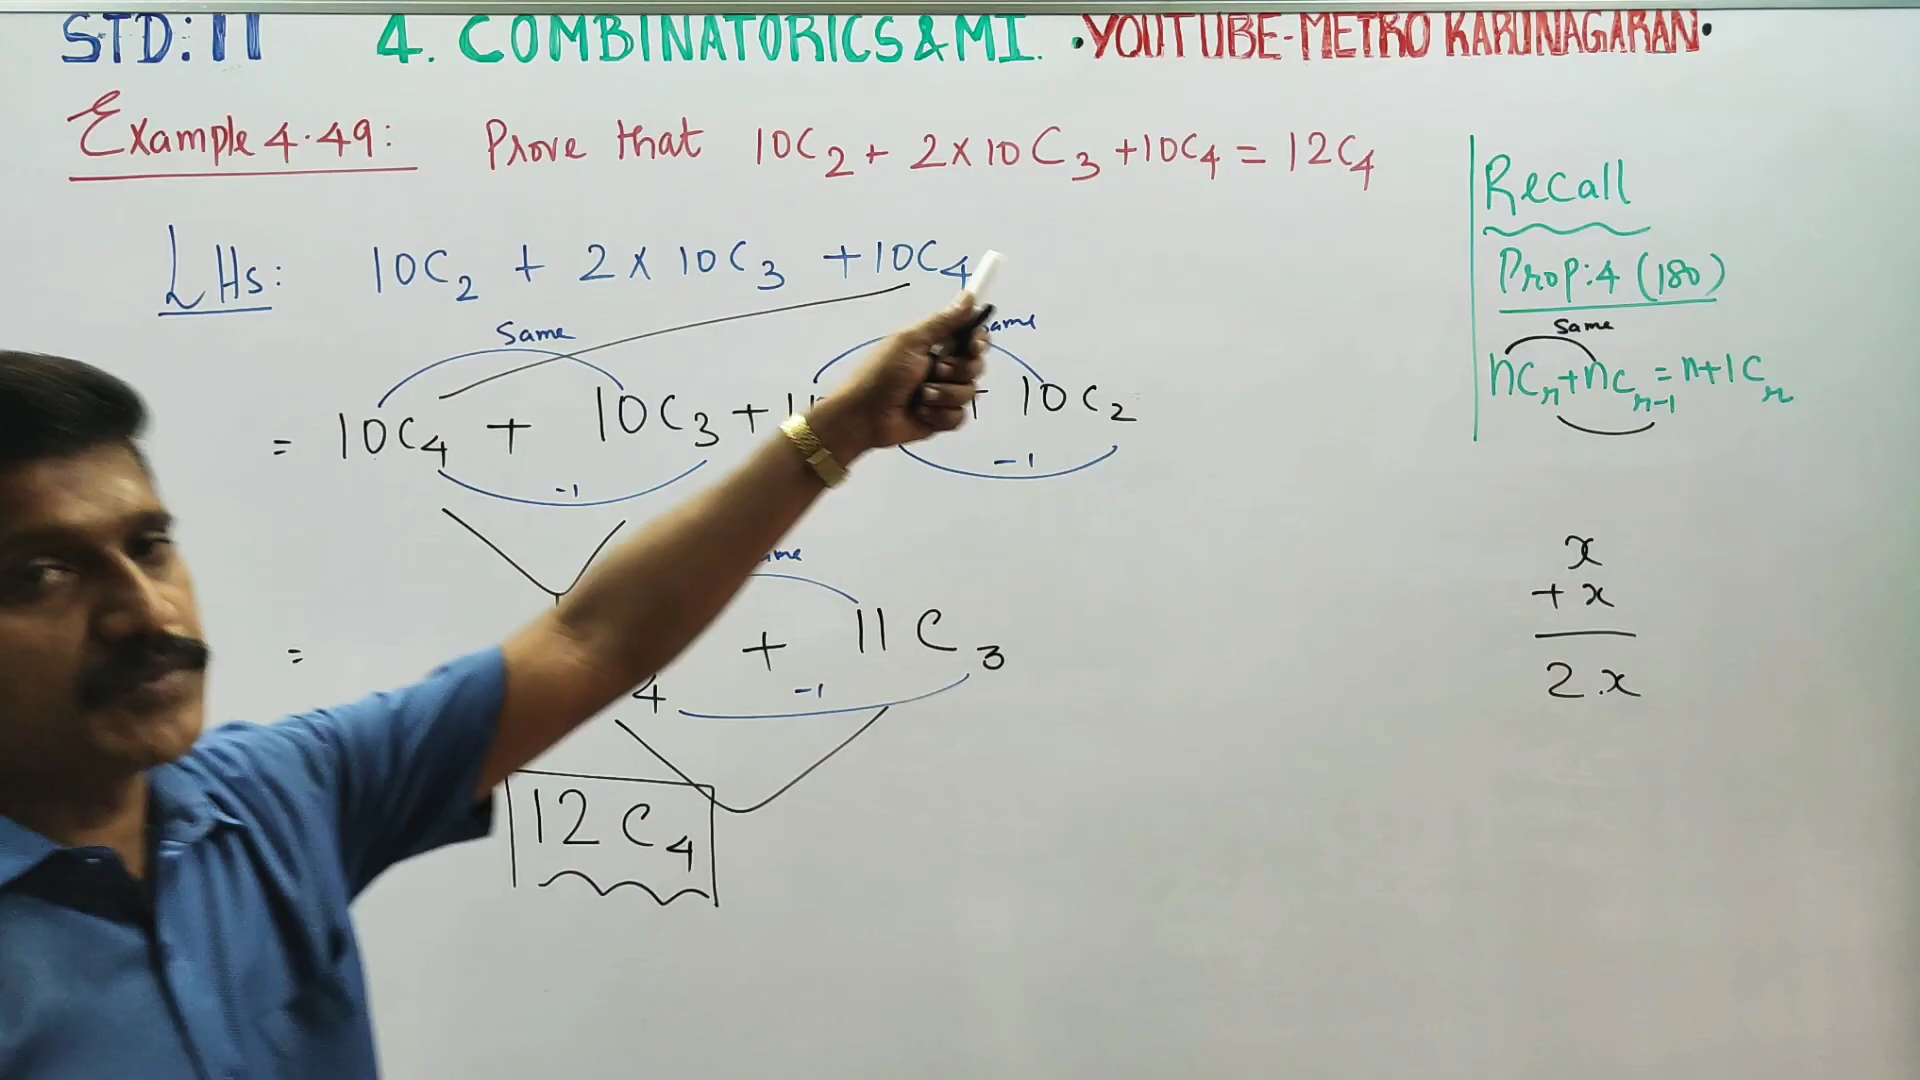 STD: 11 4. COMBINATORICS & MI. •YOUTUBE-METRO KARUNAGARAN•
Example 4.49: Prove that 10C2 + 2×10C3 +10C4 = 12C4
LHS: 10C2 + 2 × 10C3 +10C4
Same
= 10C4 + 10C3 + + 10C2
-1 -1
= 4 + 11C3
-1
12C4
Recall
Prop:4 (180)
Same
nCr+nCr-1 = n+1Cr
x
+ x
2x